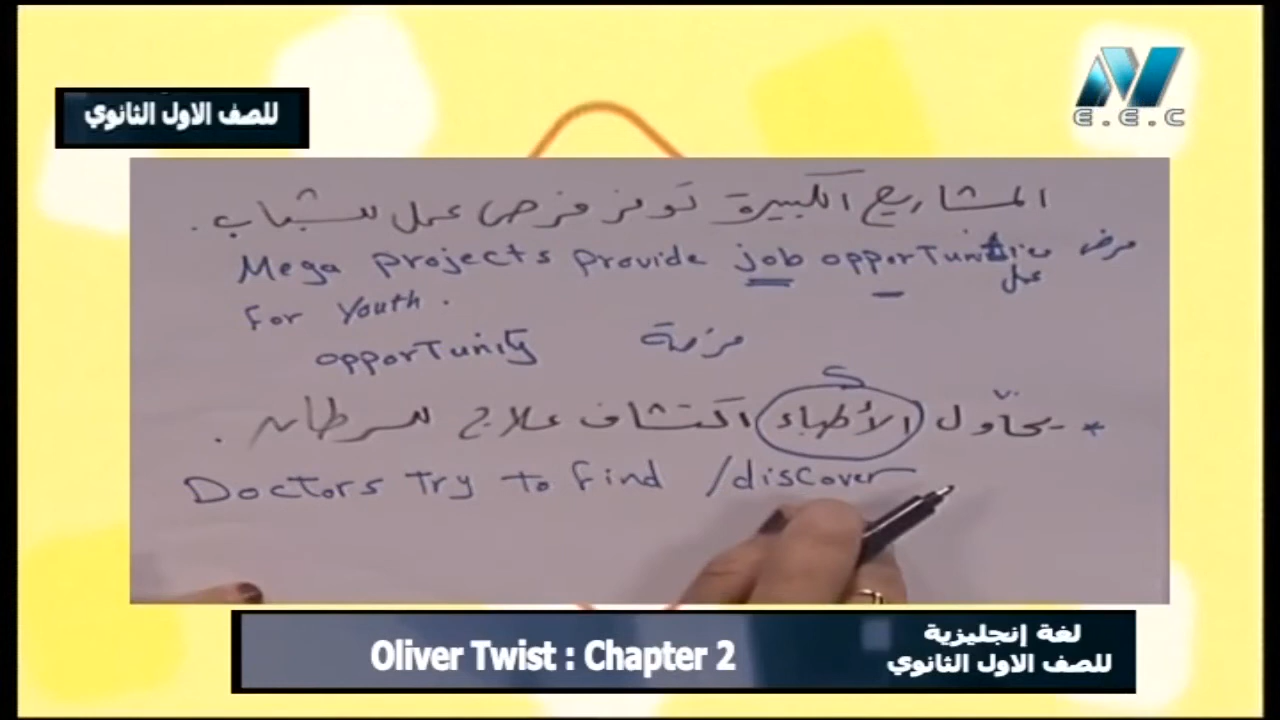 للصف الاول الثانوي
E.E.C
المشاريع الكبيرة توفر فرص عمل للشباب .
Mega projects provide job opportunities فرص عمل
for Youth .
opportunity فرصة
* يحاول الأطباء اكتشاف علاج للسرطان .
S
v.
Doctors try to find / discover
Oliver Twist : Chapter 2
لغة إنجليزية
للصف الاول الثانوي